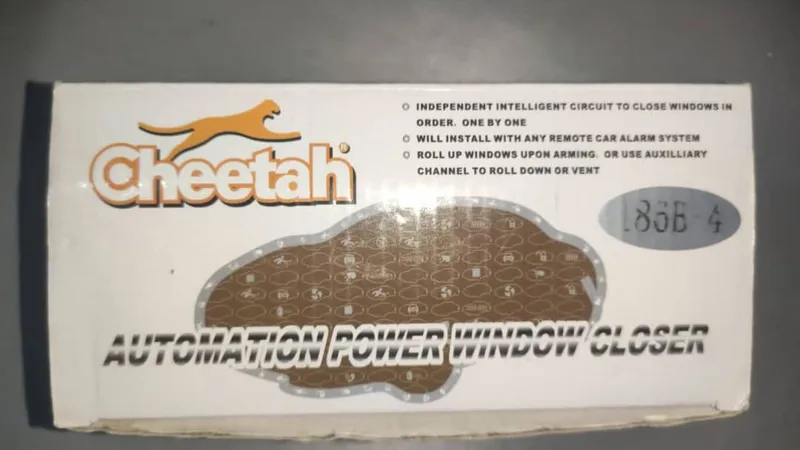 Cheetah®
INDEPENDENT INTELLIGENT CIRCUIT TO CLOSE WINDOWS IN
ORDER. ONE BY ONE
WILL INSTALL WITH ANY REMOTE CAR ALARM SYSTEM
ROLL UP WINDOWS UPON ARMING. OR USE AUXILLIARY
CHANNEL TO ROLL DOWN OR VENT
186B-4
AUTOMATION POWER WINDOW CLOSER